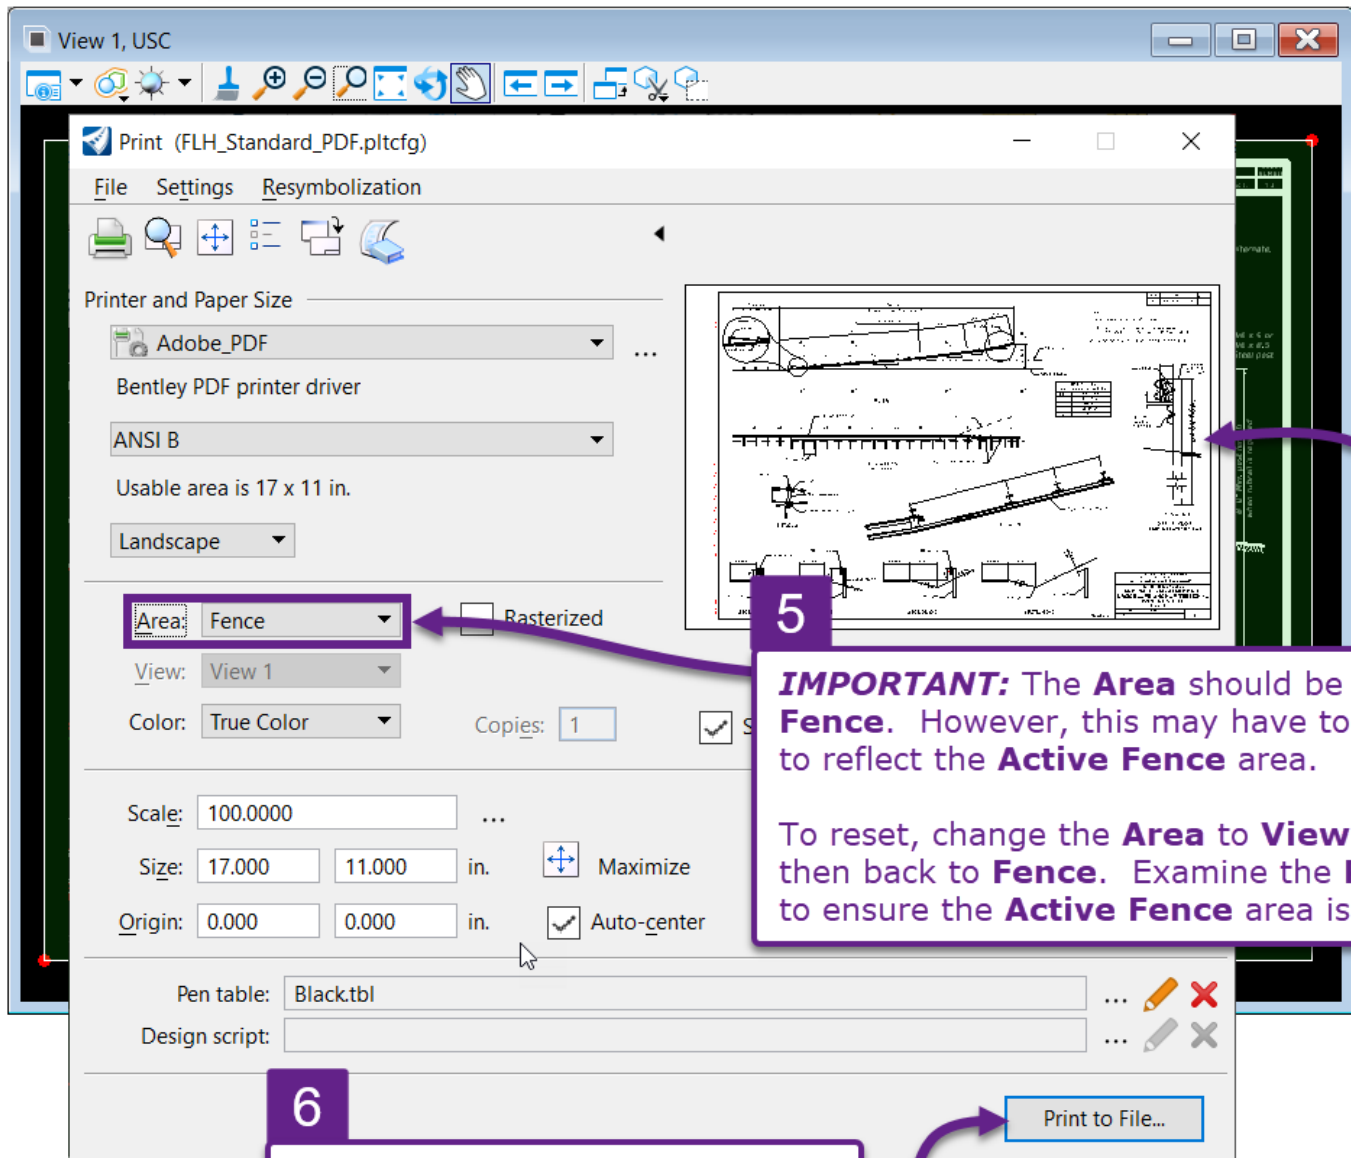 View 1, USC
Print (FLH_Standard_PDF.pltcfg)
File Settings Resymbolization
Printer and Paper Size
Adobe_PDF
...
Bentley PDF printer driver
ANSI B
Usable area is 17 x 11 in.
Landscape
Area: Fence
Rasterized
View: View 1
Color: True Color
Copies: 1
5
IMPORTANT: The Area should be
Fence. However, this may have to
to reflect the Active Fence area.
To reset, change the Area to View
then back to Fence. Examine the
to ensure the Active Fence area is
Scale: 100.0000 ...
Size: 17.000 11.000 in. Maximize
Origin: 0.000 0.000 in. Auto-center
Pen table: Black.tbl ...
Design script: ...
6
Print to File...